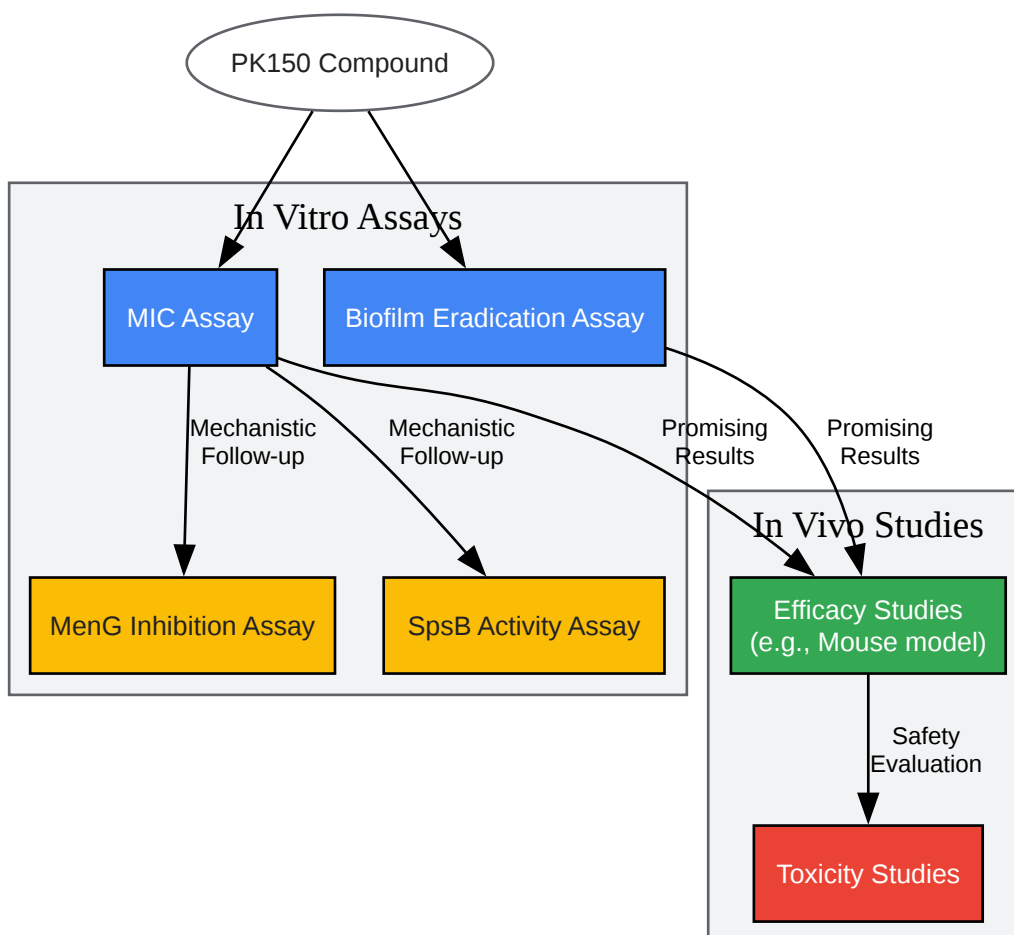 PK150 Compound
In Vitro Assays
MIC Assay
Biofilm Eradication Assay
Mechanistic
Follow-up
Mechanistic
Follow-up
Promising
Results
Promising
Results
In Vivo Studies
MenG Inhibition Assay
SpsB Activity Assay
Efficacy Studies
(e.g., Mouse model)
Safety
Evaluation
Toxicity Studies